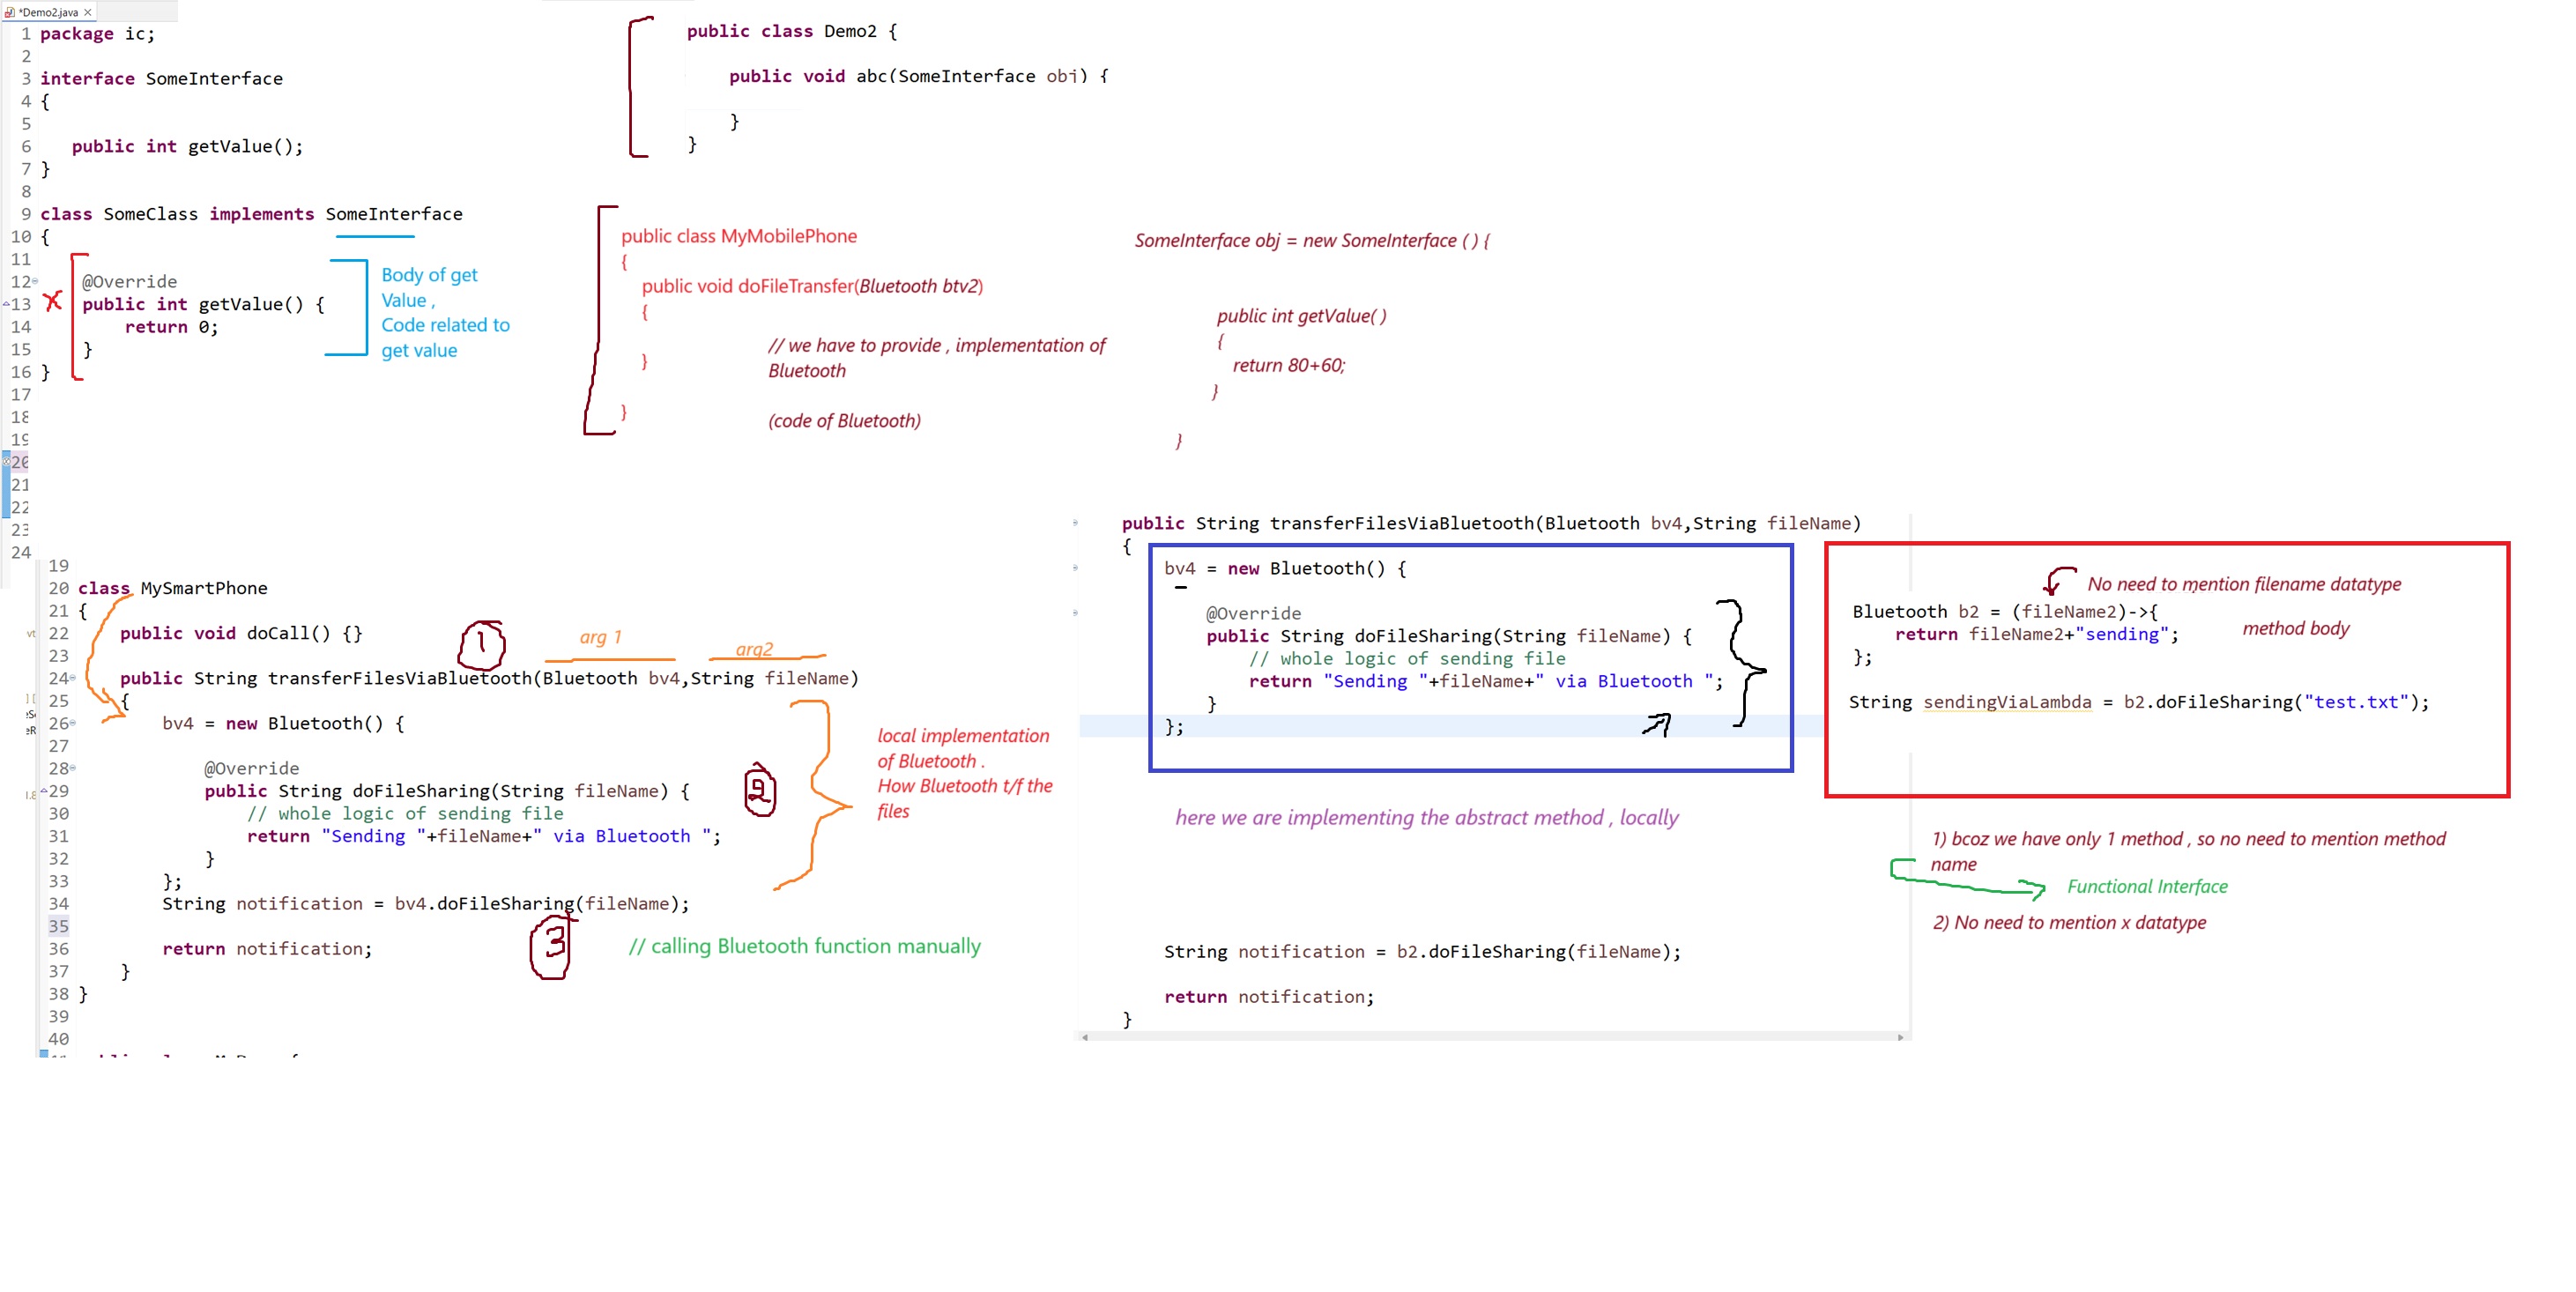 *Demo2.java
1 package ic;
2
3 interface SomeInterface
4 {
5
6 public int getValue();
7 }
8
9 class SomeClass implements SomeInterface
10 {
11
12 @Override
13 public int getValue() {
14 return 0;
15 }
16 }
17
18
19
20
21
22
23
24
X
Body of get
Value ,
Code related to
get value
public class Demo2 {
public void abc(SomeInterface obj) {
}
}
public class MyMobilePhone
{
public void doFileTransfer(Bluetooth btv2)
{
// we have to provide , implementation of
Bluetooth
}
(code of Bluetooth)
}
SomeInterface obj = new SomeInterface ( ) {
public int getValue( )
{
return 80+60;
}
}
19
20 class MySmartPhone
21 {
22 public void doCall() {}
23
24 public String transferFilesViaBluetooth(Bluetooth bv4,String fileName)
25 {
26 bv4 = new Bluetooth() {
27
28 @Override
29 public String doFileSharing(String fileName) {
30 // whole logic of sending file
31 return "Sending "+fileName+" via Bluetooth ";
32 }
33 };
34 String notification = bv4.doFileSharing(fileName);
35
36 return notification;
37 }
38 }
39
40
1
arg 1
arg2
2
local implementation
of Bluetooth .
How Bluetooth t/f the
files
3
// calling Bluetooth function manually
public String transferFilesViaBluetooth(Bluetooth bv4,String fileName)
{
bv4 = new Bluetooth() {
@Override
public String doFileSharing(String fileName) {
// whole logic of sending file
return "Sending "+fileName+" via Bluetooth ";
}
};
here we are implementing the abstract method , locally
String notification = b2.doFileSharing(fileName);
return notification;
}
No need to mention filename datatype
Bluetooth b2 = (fileName2)->{
return fileName2+"sending";
method body
};
String sendingViaLambda = b2.doFileSharing("test.txt");
1) bcoz we have only 1 method , so no need to mention method
name
Functional Interface
2) No need to mention x datatype